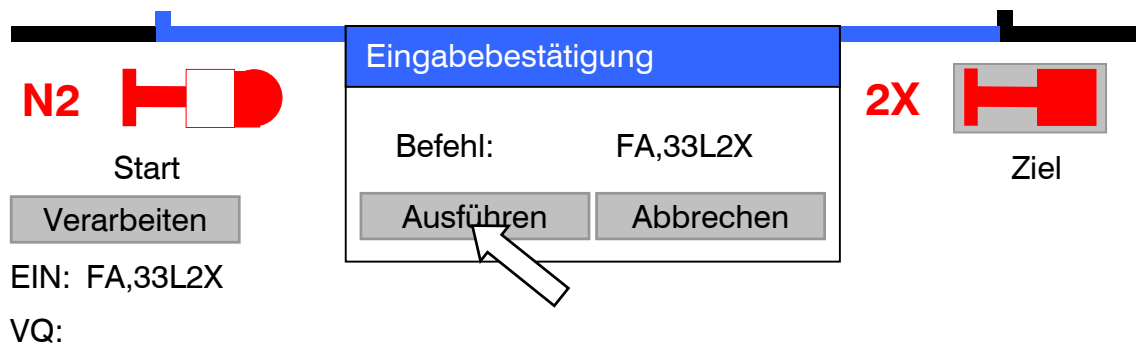 Eingabebestätigung
N2
2X
Befehl: FA,33L2X
Start
Ziel
Verarbeiten
Ausführen
Abbrechen
EIN: FA,33L2X
VQ: